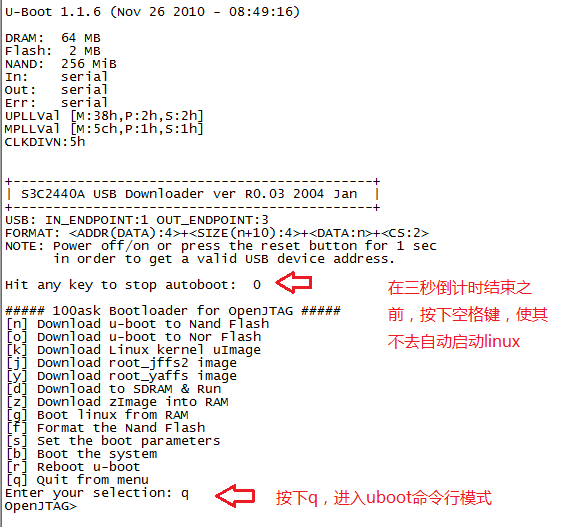 U-Boot 1.1.6 (Nov 26 2010 - 08:49:16)
DRAM:  64 MB
Flash:  2 MB
NAND:  256 MiB
In:    serial
Out:   serial
Err:   serial
UPLLVal [M:38h,P:2h,S:2h]
MPLLVal [M:5ch,P:1h,S:1h]
CLKDIVN:5h
+---------------------------------------------+
| S3C2440A USB Downloader ver R0.03 2004 Jan  |
+---------------------------------------------+
USB: IN_ENDPOINT:1 OUT_ENDPOINT:3
FORMAT: <ADDR(DATA):4>+<SIZE(n+10):4>+<DATA:n>+<CS:2>
NOTE: Power off/on or press the reset button for 1 sec
      in order to get a valid USB device address.
Hit any key to stop autoboot:  0
在三秒倒计时结束之
前，按下空格键，使其
不去自动启动linux
##### 100ask Bootloader for OpenJTAG #####
[n] Download u-boot to Nand Flash
[o] Download u-boot to Nor Flash
[k] Download Linux kernel uImage
[j] Download root_jffs2 image
[y] Download root_yaffs image
[d] Download to SDRAM & Run
[z] Download zImage into RAM
[g] Boot linux from RAM
[f] Format the Nand Flash
[s] Set the boot parameters
[b] Boot the system
[r] Reboot u-boot
[q] Quit from menu
Enter your selection: q
按下q，进入uboot命令行模式
OpenJTAG>